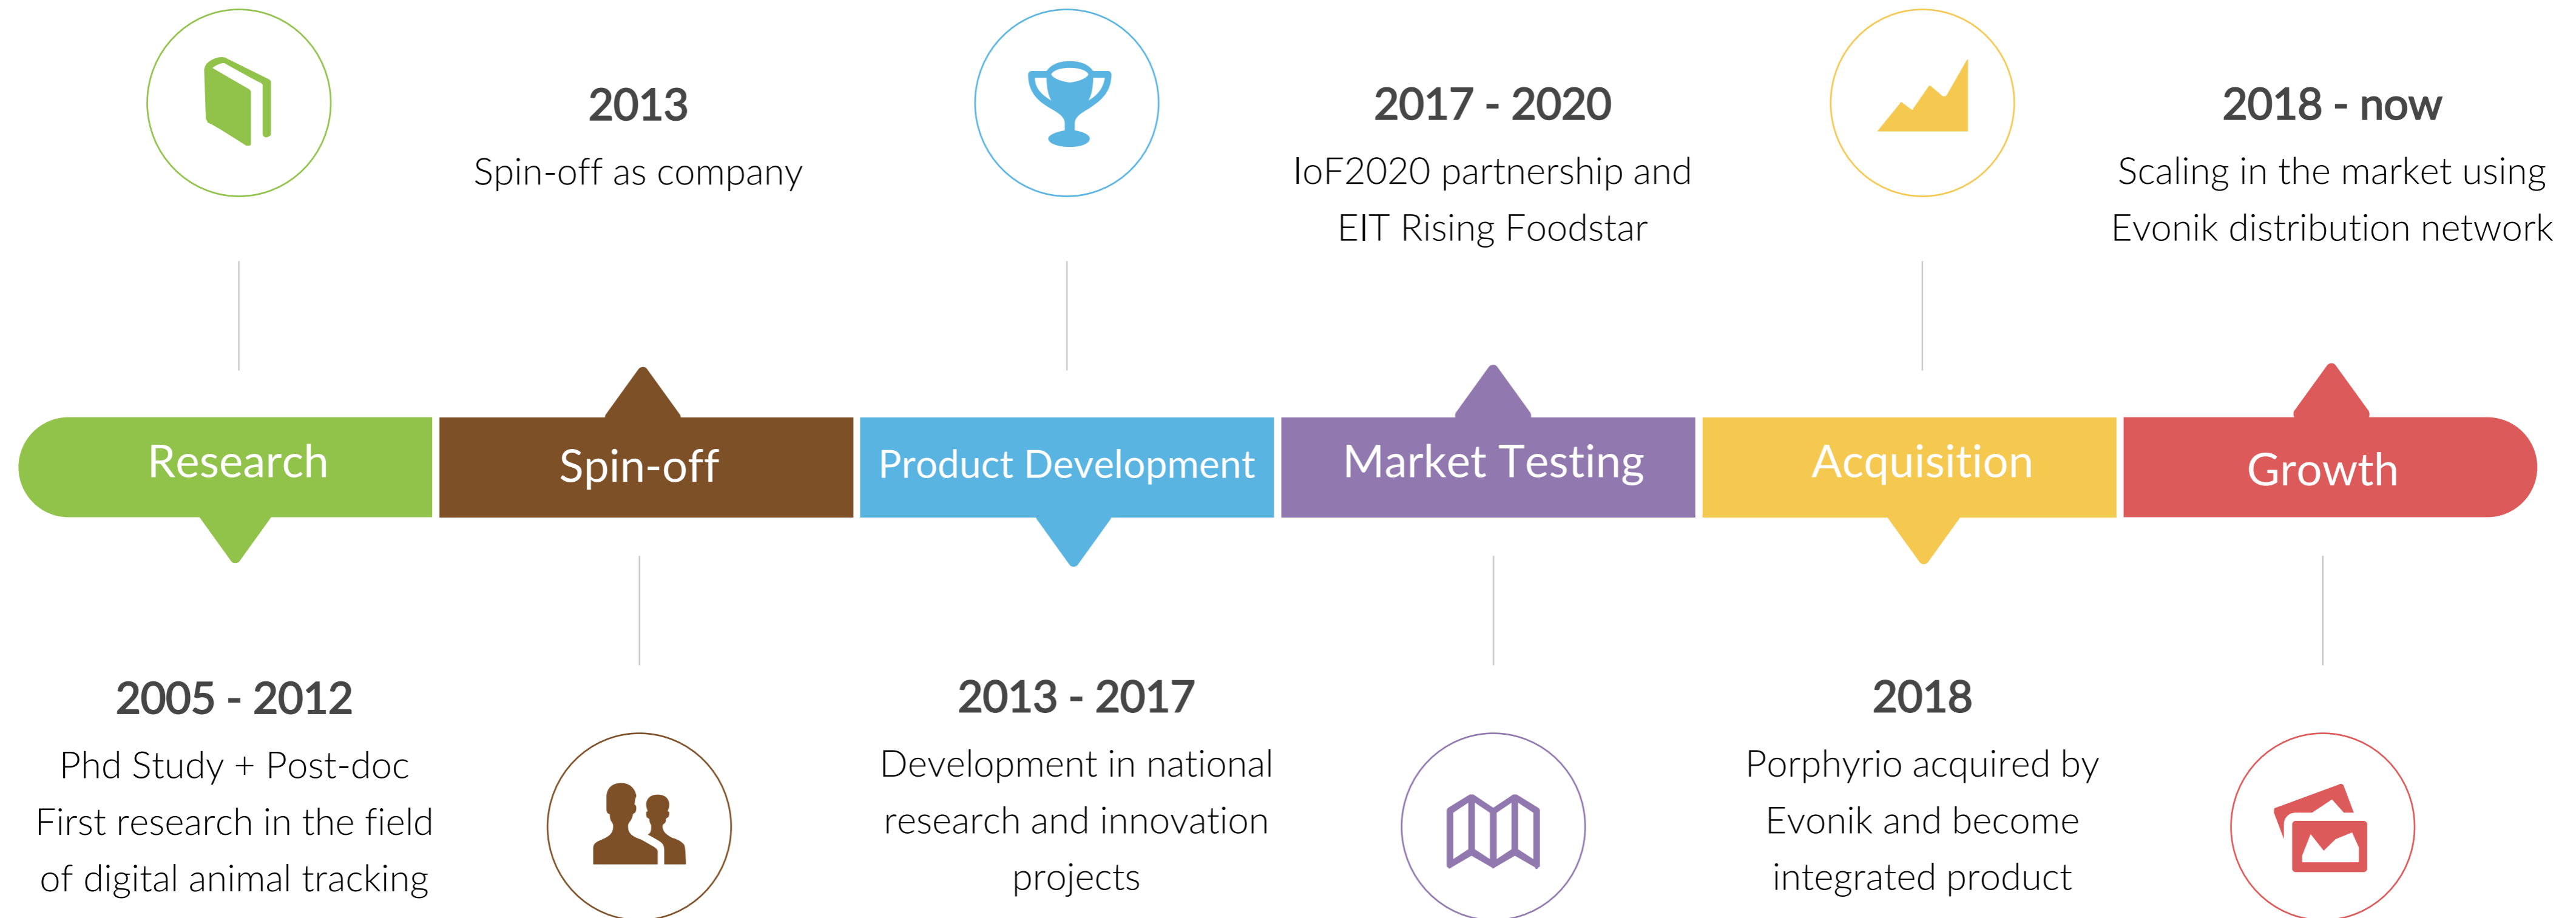 2013
Spin-off as company
2017 - 2020
IoF2020 partnership and
EIT Rising Foodstar
2018 - now
Scaling in the market using
Evonik distribution network
Research
Spin-off
Product Development
Market Testing
Acquisition
Growth
2005 - 2012
Phd Study + Post-doc
First research in the field
of digital animal tracking
2013 - 2017
Development in national
research and innovation
projects
2018
Porphyrio acquired by
Evonik and become
integrated product